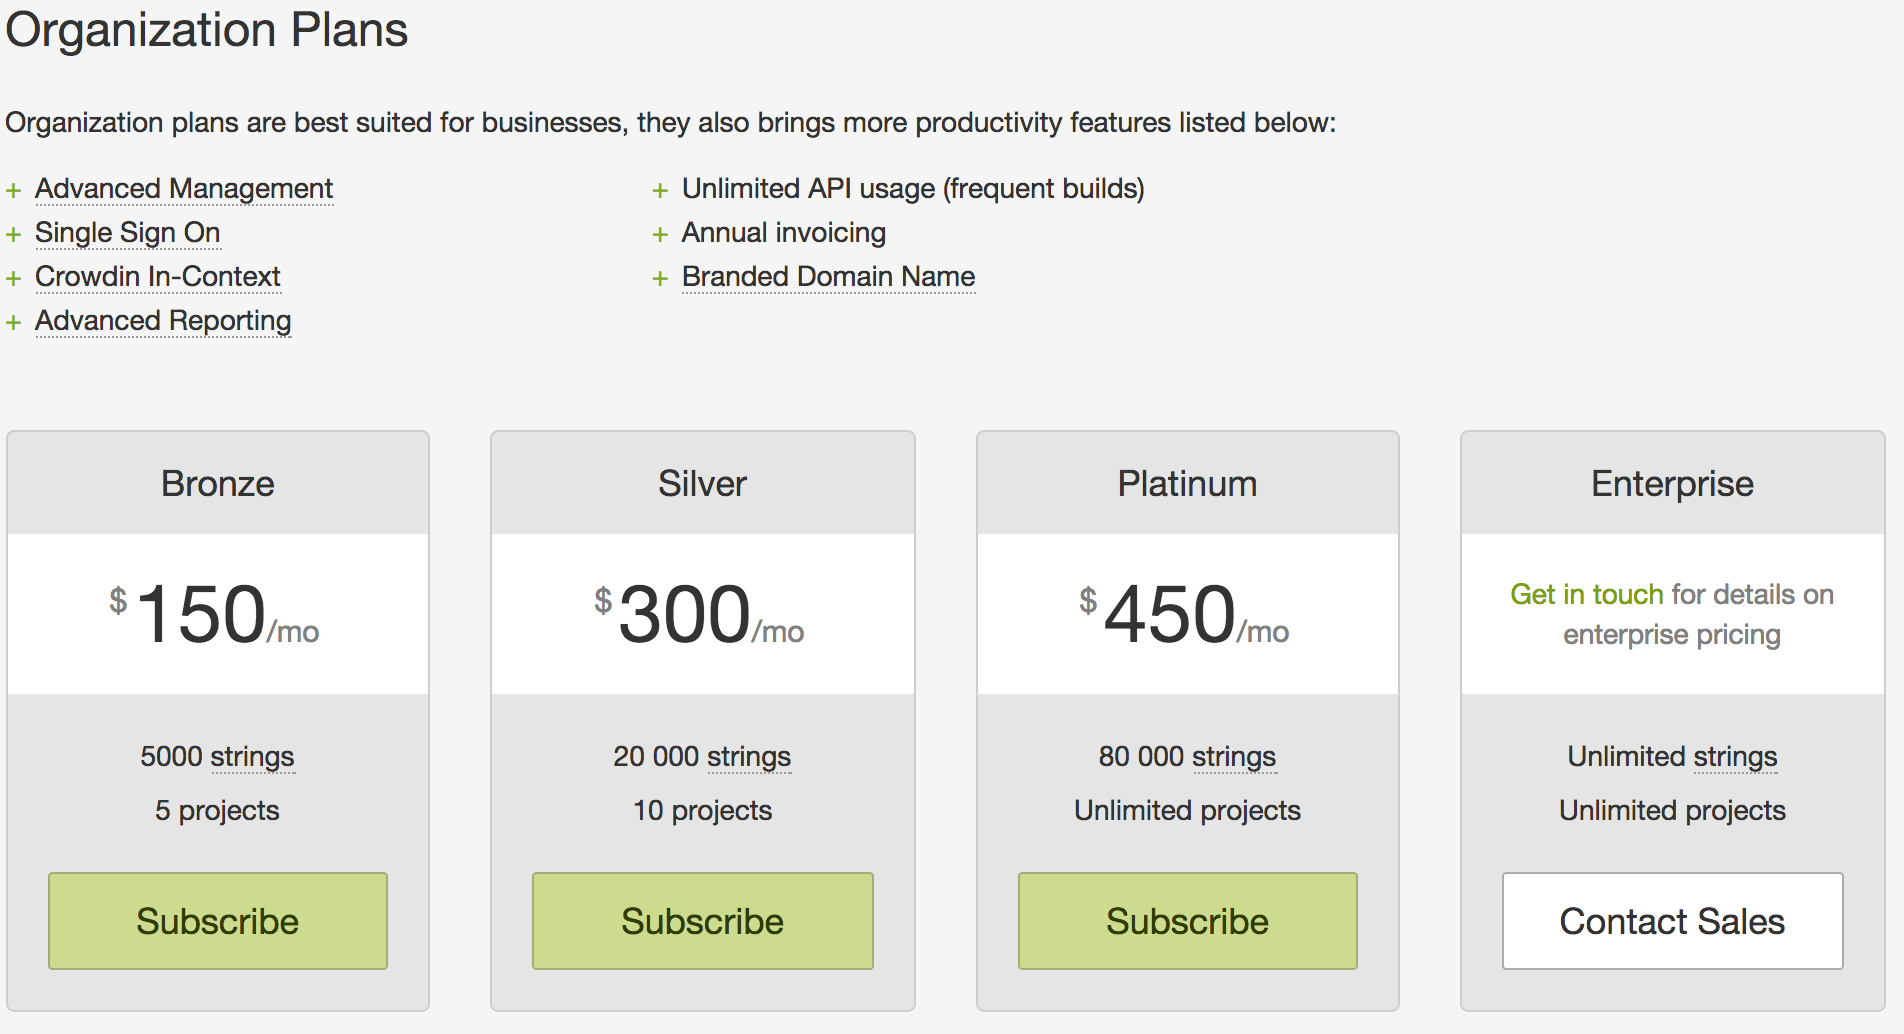 Organization Plans
Organization plans are best suited for businesses, they also brings more productivity features listed below:
+ Advanced Management
+ Single Sign On
+ Crowdin In-Context
+ Advanced Reporting
+ Unlimited API usage (frequent builds)
+ Annual invoicing
+ Branded Domain Name
Bronze
$150/mo
5000 strings
5 projects
Subscribe
Silver
$300/mo
20 000 strings
10 projects
Subscribe
Platinum
$450/mo
80 000 strings
Unlimited projects
Subscribe
Enterprise
Get in touch for details on
enterprise pricing
Unlimited strings
Unlimited projects
Contact Sales